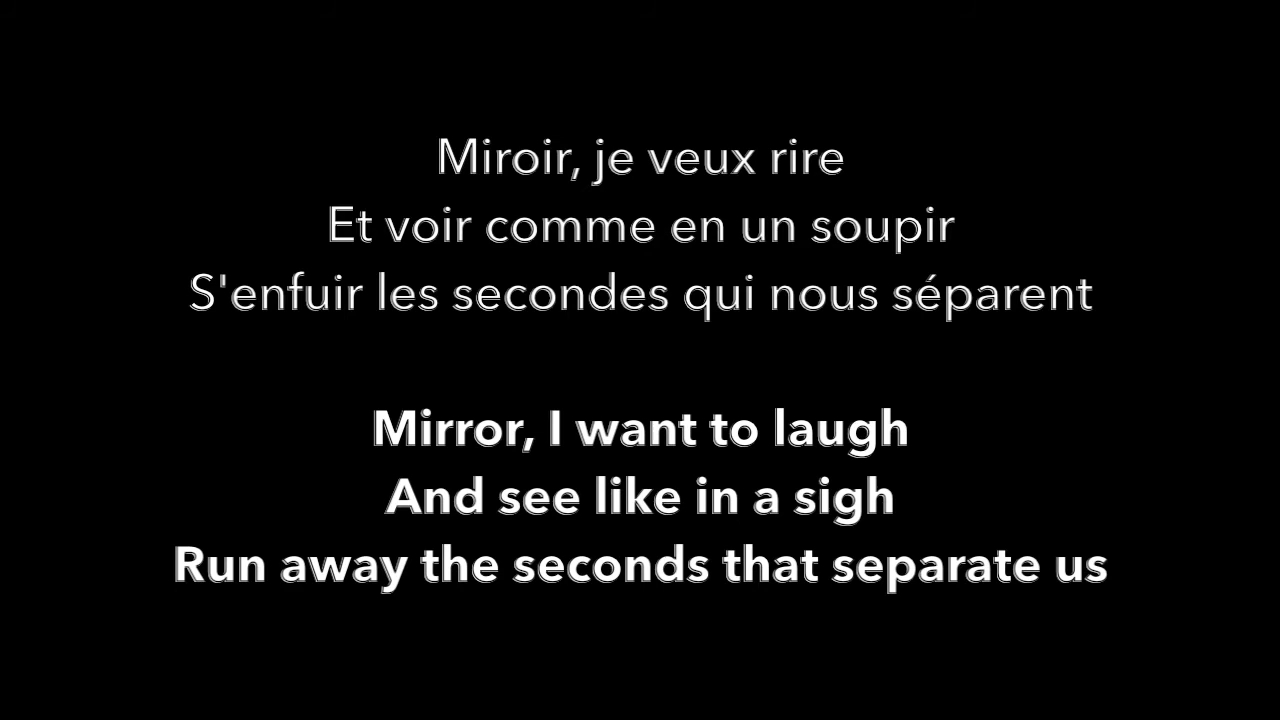 Miroir, je veux rire
Et voir comme en un soupir
S'enfuir les secondes qui nous séparent
Mirror, I want to laugh
And see like in a sigh
Run away the seconds that separate us